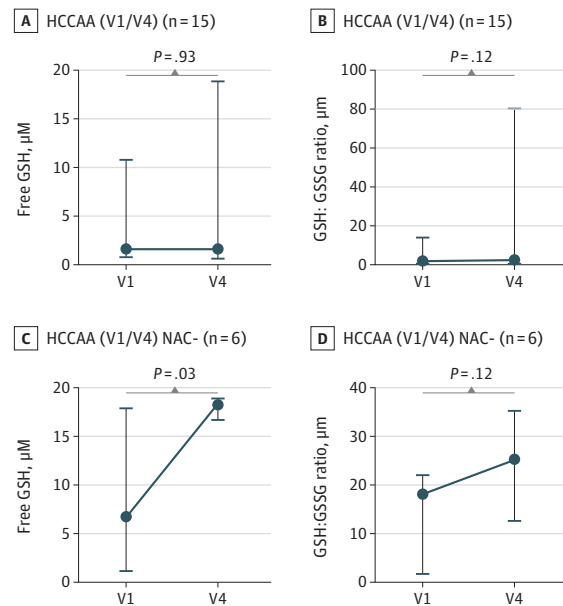 A HCCAA (V1/V4) (n=15)
P=.93
20
15
10
5
0
Free GSH, µM
V1 V4
B HCCAA (V1/V4) (n=15)
P=.12
100
80
60
40
20
0
GSH: GSSG ratio, µm
V1 V4
C HCCAA (V1/V4) NAC- (n=6)
P=.03
20
15
10
5
0
Free GSH, µM
V1 V4
D HCCAA (V1/V4) NAC- (n=6)
P=.12
40
30
20
10
0
GSH:GSSG ratio, µm
V1 V4